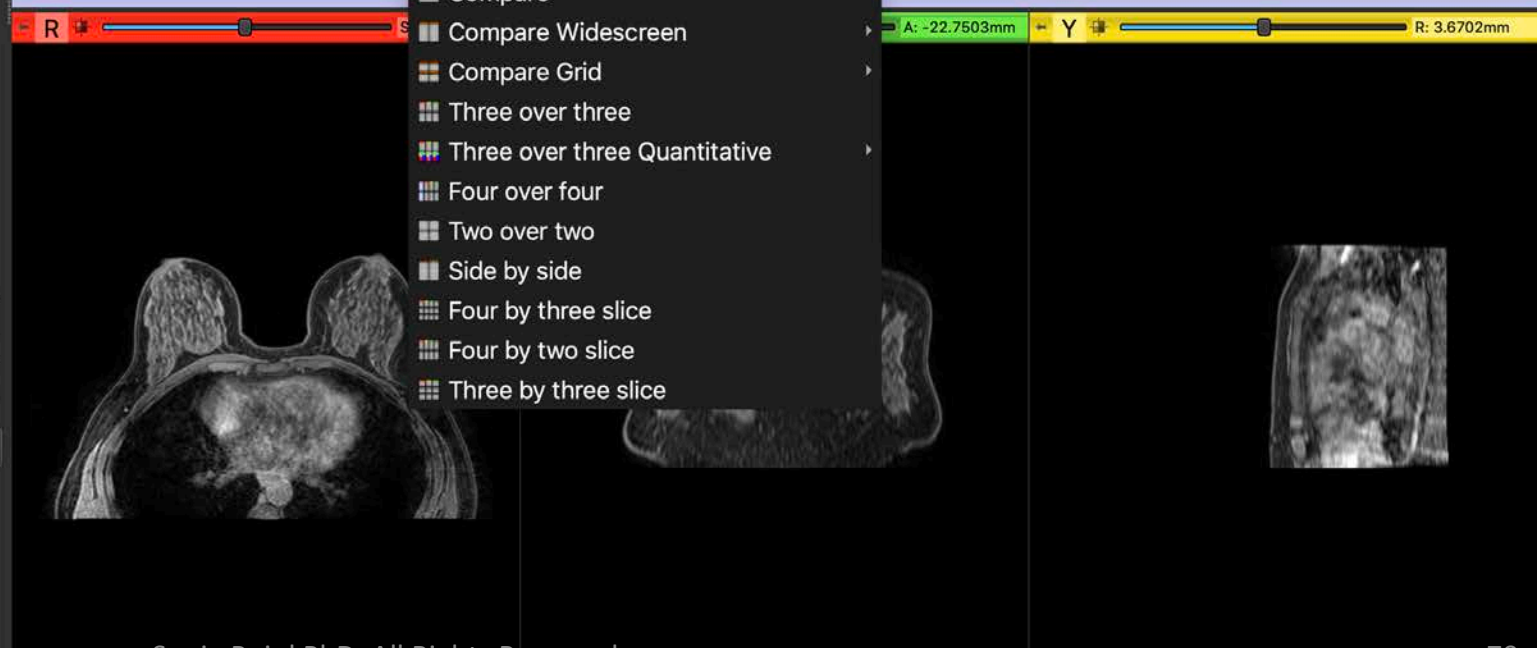 Compare
R
S
A: -22.7503mm
Y
R: 3.6702mm
Compare Widescreen
Compare Grid
Three over three
Three over three Quantitative
Four over four
Two over two
Side by side
Four by three slice
Four by two slice
Three by three slice